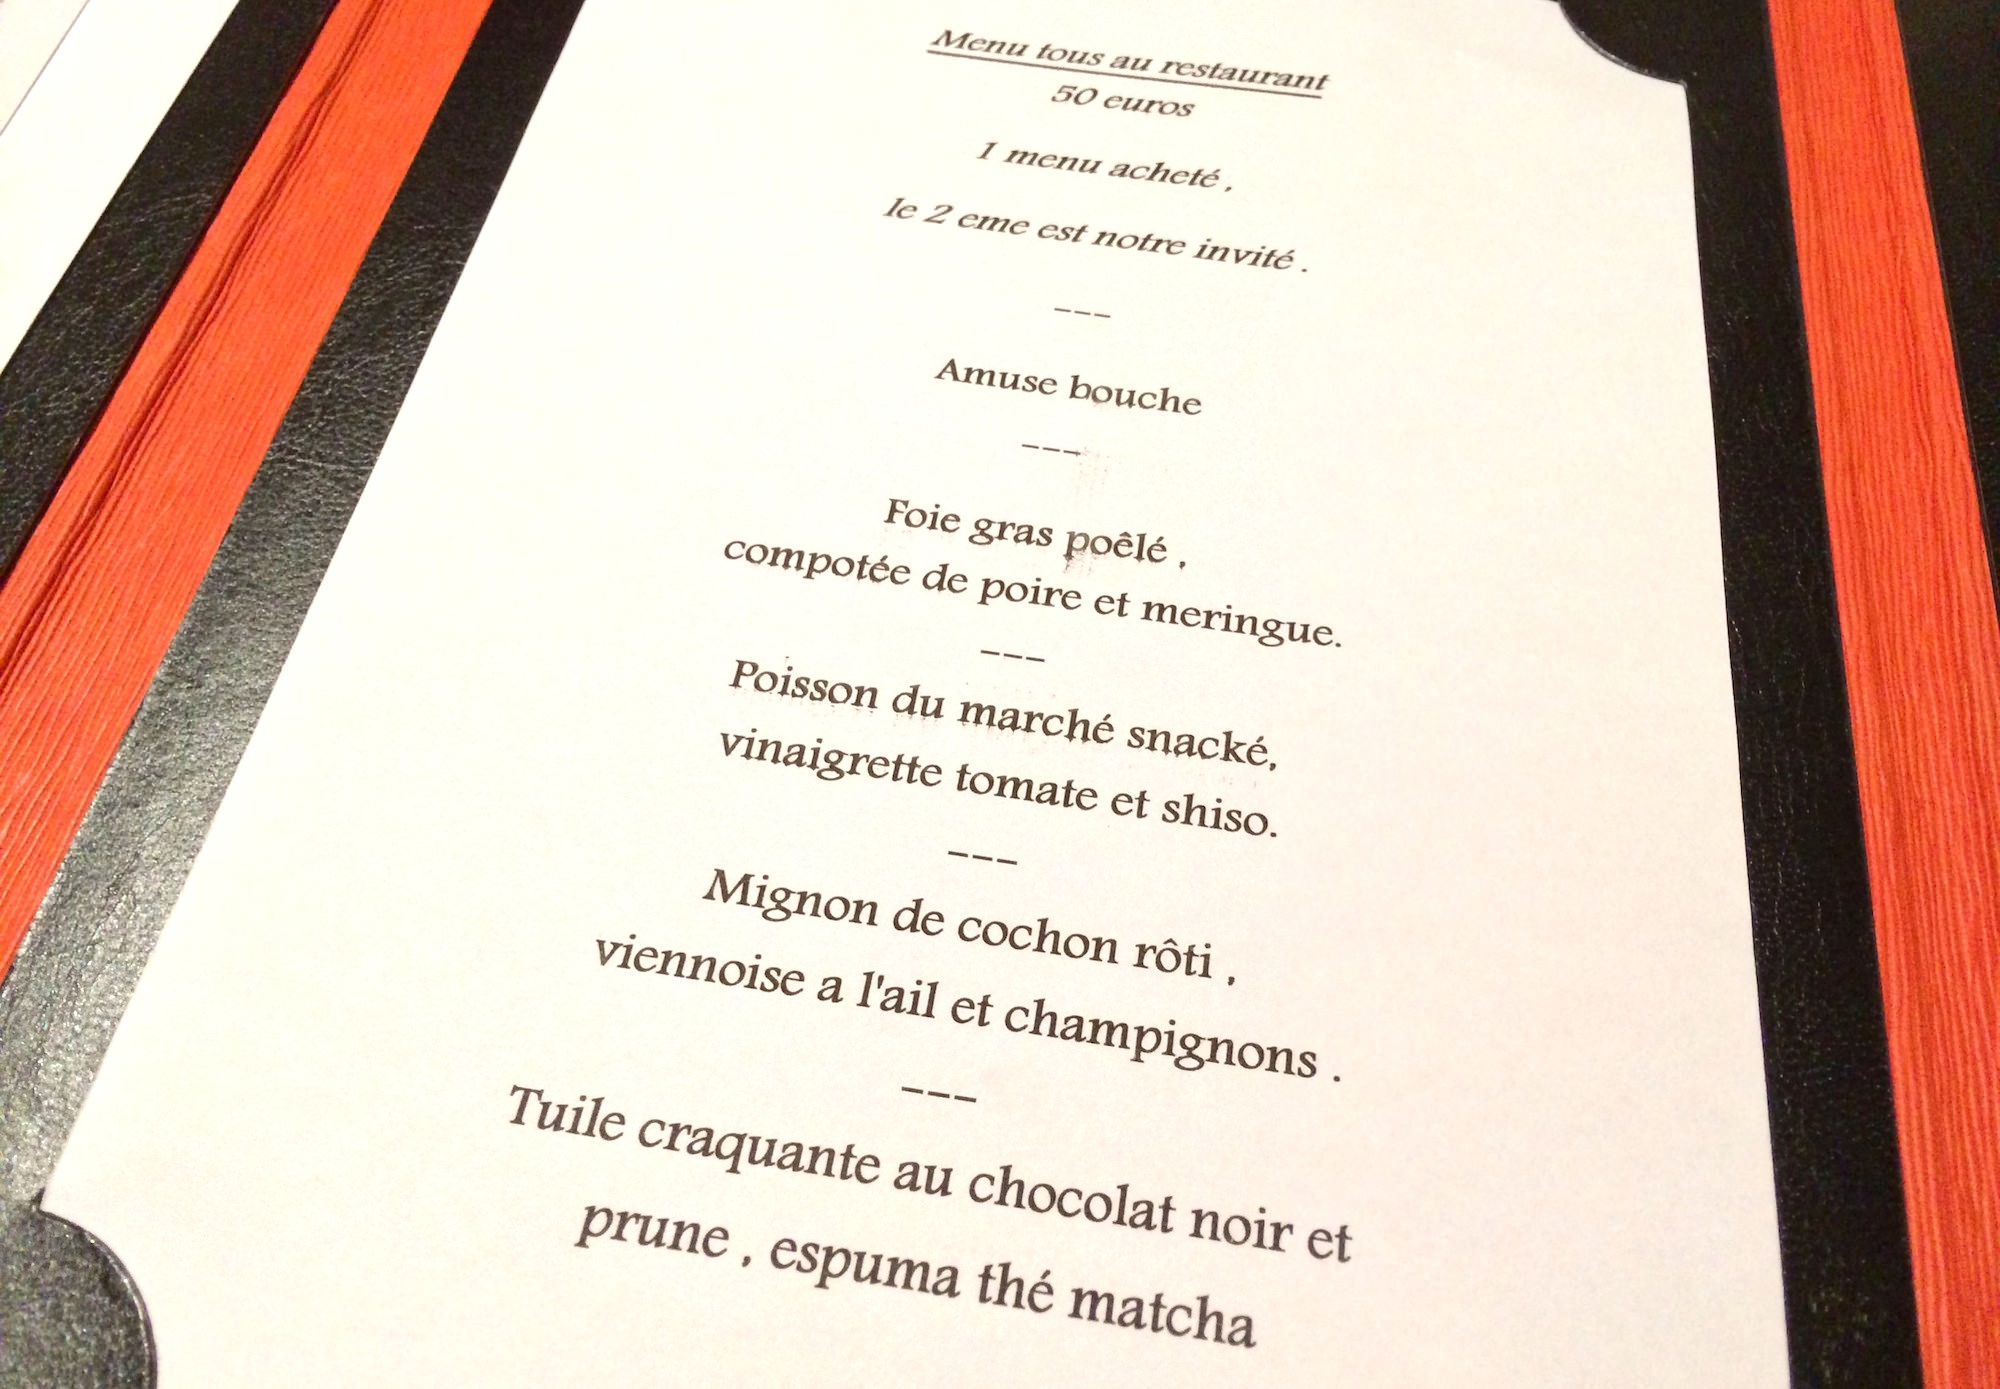 Menu tous au restaurant
50 euros
1 menu acheté ,
le 2 eme est notre invité .
---
Amuse bouche
---
Foie gras poêlé ,
compotée de poire et meringue.
---
Poisson du marché snacké,
vinaigrette tomate et shiso.
---
Mignon de cochon rôti ,
viennoise a l'ail et champignons .
---
Tuile craquante au chocolat noir et
prune , espuma thé matcha